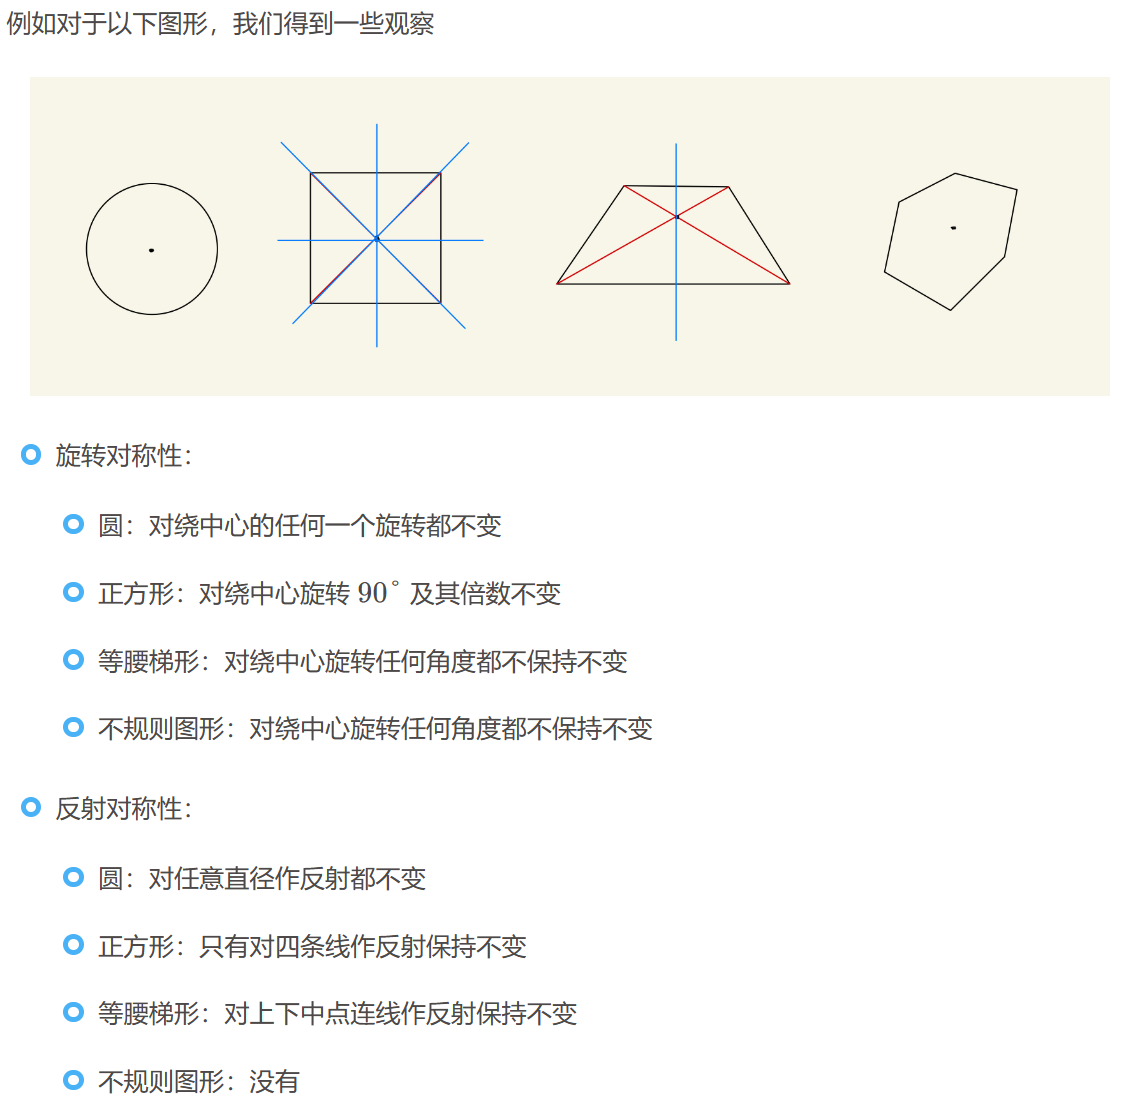 例如对于以下图形，我们得到一些观察
旋转对称性：
圆：对绕中心的任何一个旋转都不变
正方形：对绕中心旋转 90° 及其倍数不变
等腰梯形：对绕中心旋转任何角度都不保持不变
不规则图形：对绕中心旋转任何角度都不保持不变
反射对称性：
圆：对任意直径作反射都不变
正方形：只有对四条线作反射保持不变
等腰梯形：对上下中点连线作反射保持不变
不规则图形：没有